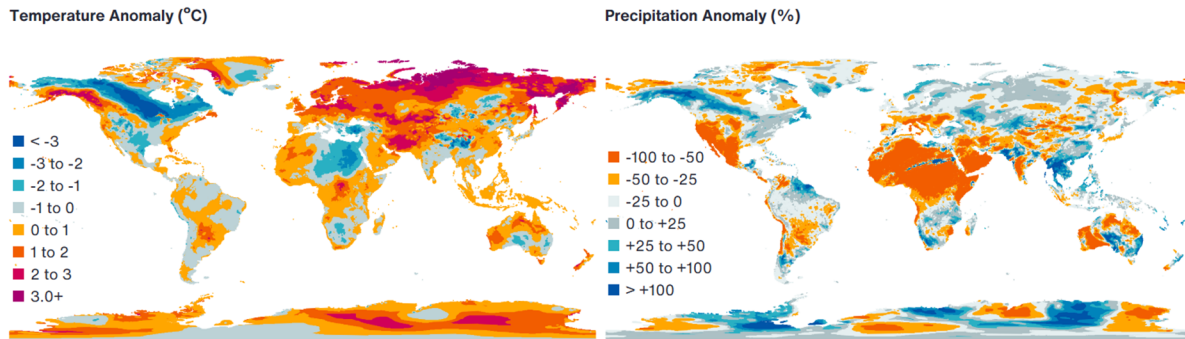 Temperature Anomaly (°C)
< -3
-3 to -2
-2 to -1
-1 to 0
0 to 1
1 to 2
2 to 3
3.0+
Precipitation Anomaly (%)
-100 to -50
-50 to -25
-25 to 0
0 to +25
+25 to +50
+50 to +100
> +100